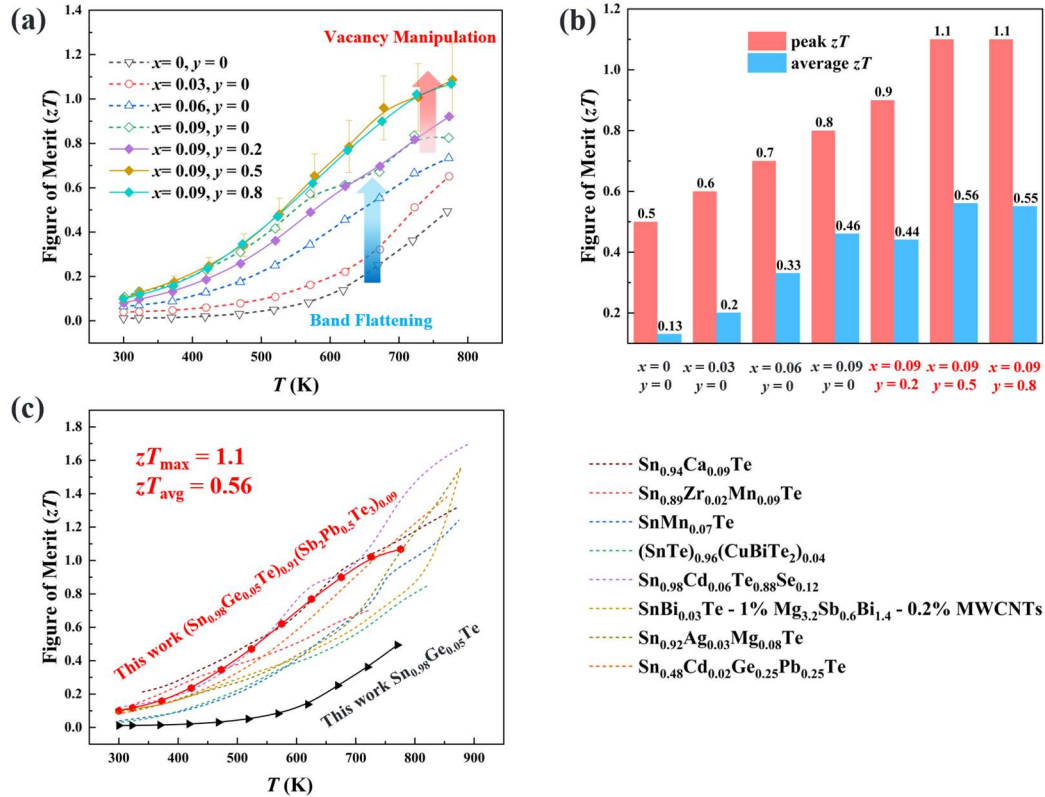 (a)
1.4
1.2
1.0
0.8
0.6
0.4
0.2
0.0
Figure of Merit (zT)
Vacancy Manipulation
x= 0, y = 0
x= 0.03, y = 0
x= 0.06, y = 0
x= 0.09, y = 0
x= 0.09, y = 0.2
x= 0.09, y = 0.5
x= 0.09, y = 0.8
Band Flattening
300 400 500 600 700 800
T (K)
(b)
Figure of Merit (zT)
1.0
0.8
0.6
0.4
0.2
peak zT
average zT
0.5
0.13
0.6
0.2
0.7
0.33
0.8
0.46
0.9
0.44
1.1
0.56
1.1
0.55
x = 0 x = 0.03 x = 0.06 x = 0.09 x = 0.09 x = 0.09 x = 0.09
y = 0 y = 0 y = 0 y = 0 y = 0.2 y = 0.5 y = 0.8
(c)
1.8
1.6
1.4
1.2
1.0
0.8
0.6
0.4
0.2
0.0
Figure of Merit (zT)
zTmax = 1.1
zTavg = 0.56
This work (Sn0.98Ge0.05Te)0.91(Sb2Pb0.5Te3)0.09
This work Sn0.98Ge0.05Te
300 400 500 600 700 800 900
T (K)
Sn0.94Ca0.09Te
Sn0.89Zr0.02Mn0.09Te
SnMn0.07Te
(SnTe)0.96(CuBiTe2)0.04
Sn0.98Cd0.06Te0.88Se0.12
SnBi0.03Te - 1% Mg3.2Sb0.6Bi1.4 - 0.2% MWCNTs
Sn0.92Ag0.03Mg0.08Te
Sn0.48Cd0.02Ge0.25Pb0.25Te